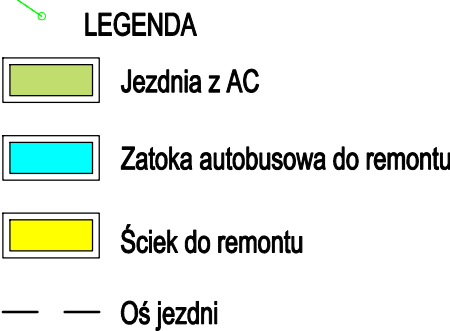 LEGENDA
Jezdnia z AC
Zatoka autobusowa do remontu
Ściek do remontu
Oś jezdni